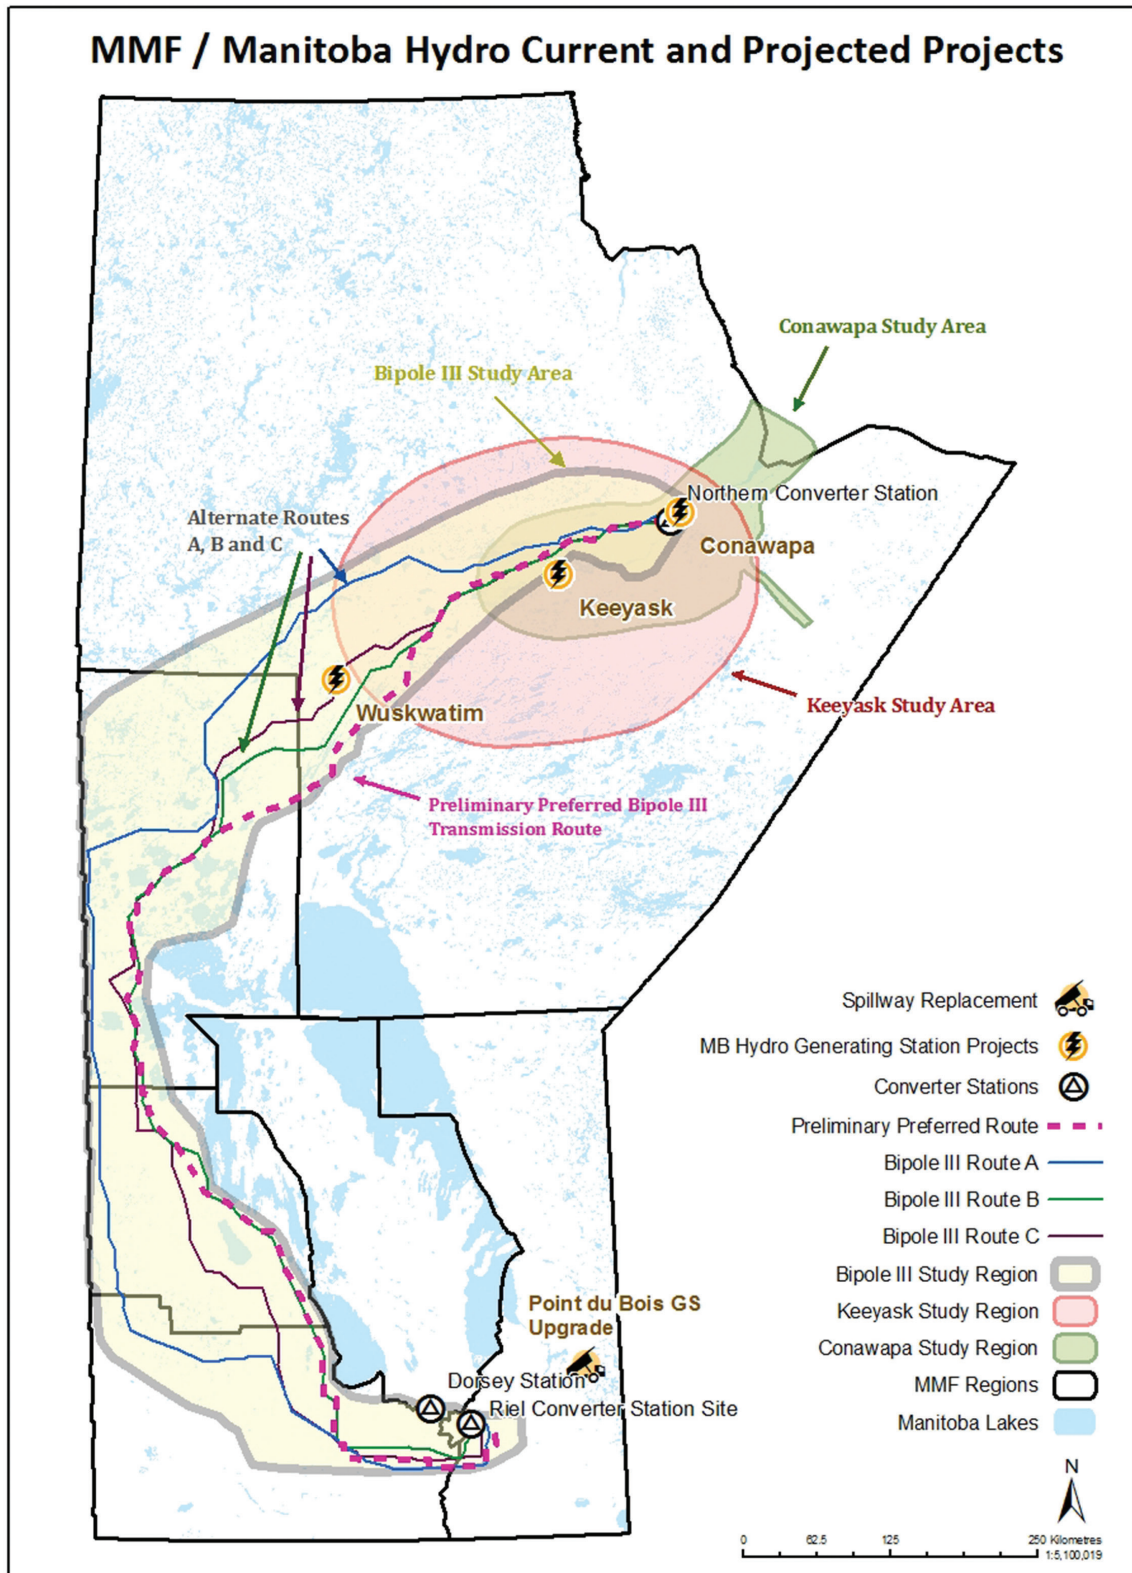 MMF / Manitoba Hydro Current and Projected Projects
Conawapa Study Area
Bipole III Study Area
Northern Converter Station
Alternate Routes
A, B and C
Conawapa
Keeyask
Wuskwatim
Keeyask Study Area
Preliminary Preferred Bipole III
Transmission Route
Spillway Replacement
MB Hydro Generating Station Projects
Converter Stations
Preliminary Preferred Route
Bipole III Route A
Bipole III Route B
Bipole III Route C
Bipole III Study Region
Keeyask Study Region
Conawapa Study Region
MMF Regions
Manitoba Lakes
Point du Bois GS
Upgrade
Dorsey Station
Riel Converter Station Site
N
0 62.5 125 250 Kilometres
1:5,100,019